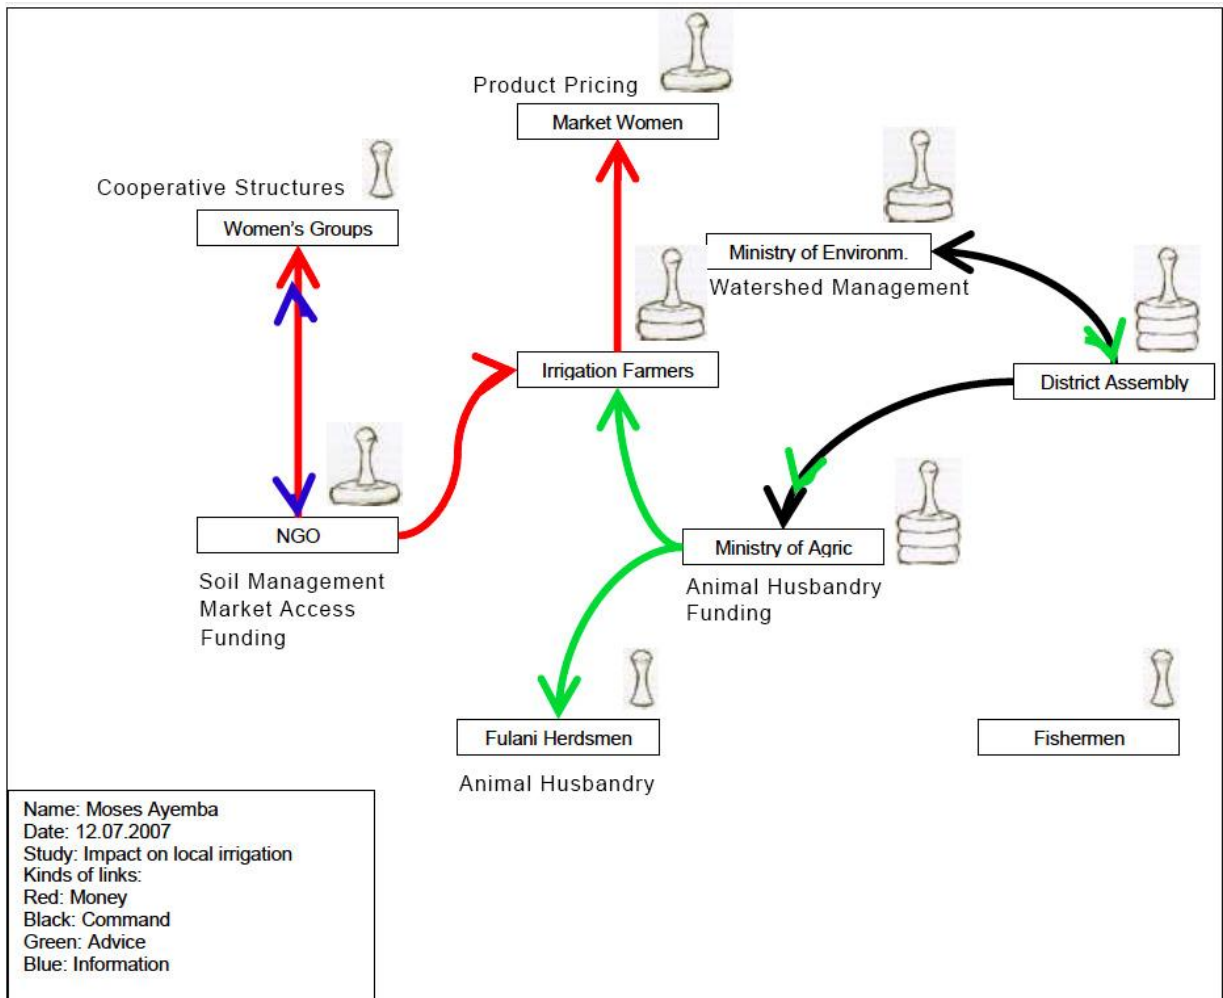 Product Pricing
Market Women
Cooperative Structures
Women's Groups
Ministry of Environm.
Watershed Management
Irrigation Farmers
District Assembly
NGO
Soil Management
Market Access
Funding
Ministry of Agric
Animal Husbandry
Funding
Fulani Herdsmen
Animal Husbandry
Fishermen
Name: Moses Ayemba
Date: 12.07.2007
Study: Impact on local irrigation
Kinds of links:
Red: Money
Black: Command
Green: Advice
Blue: Information